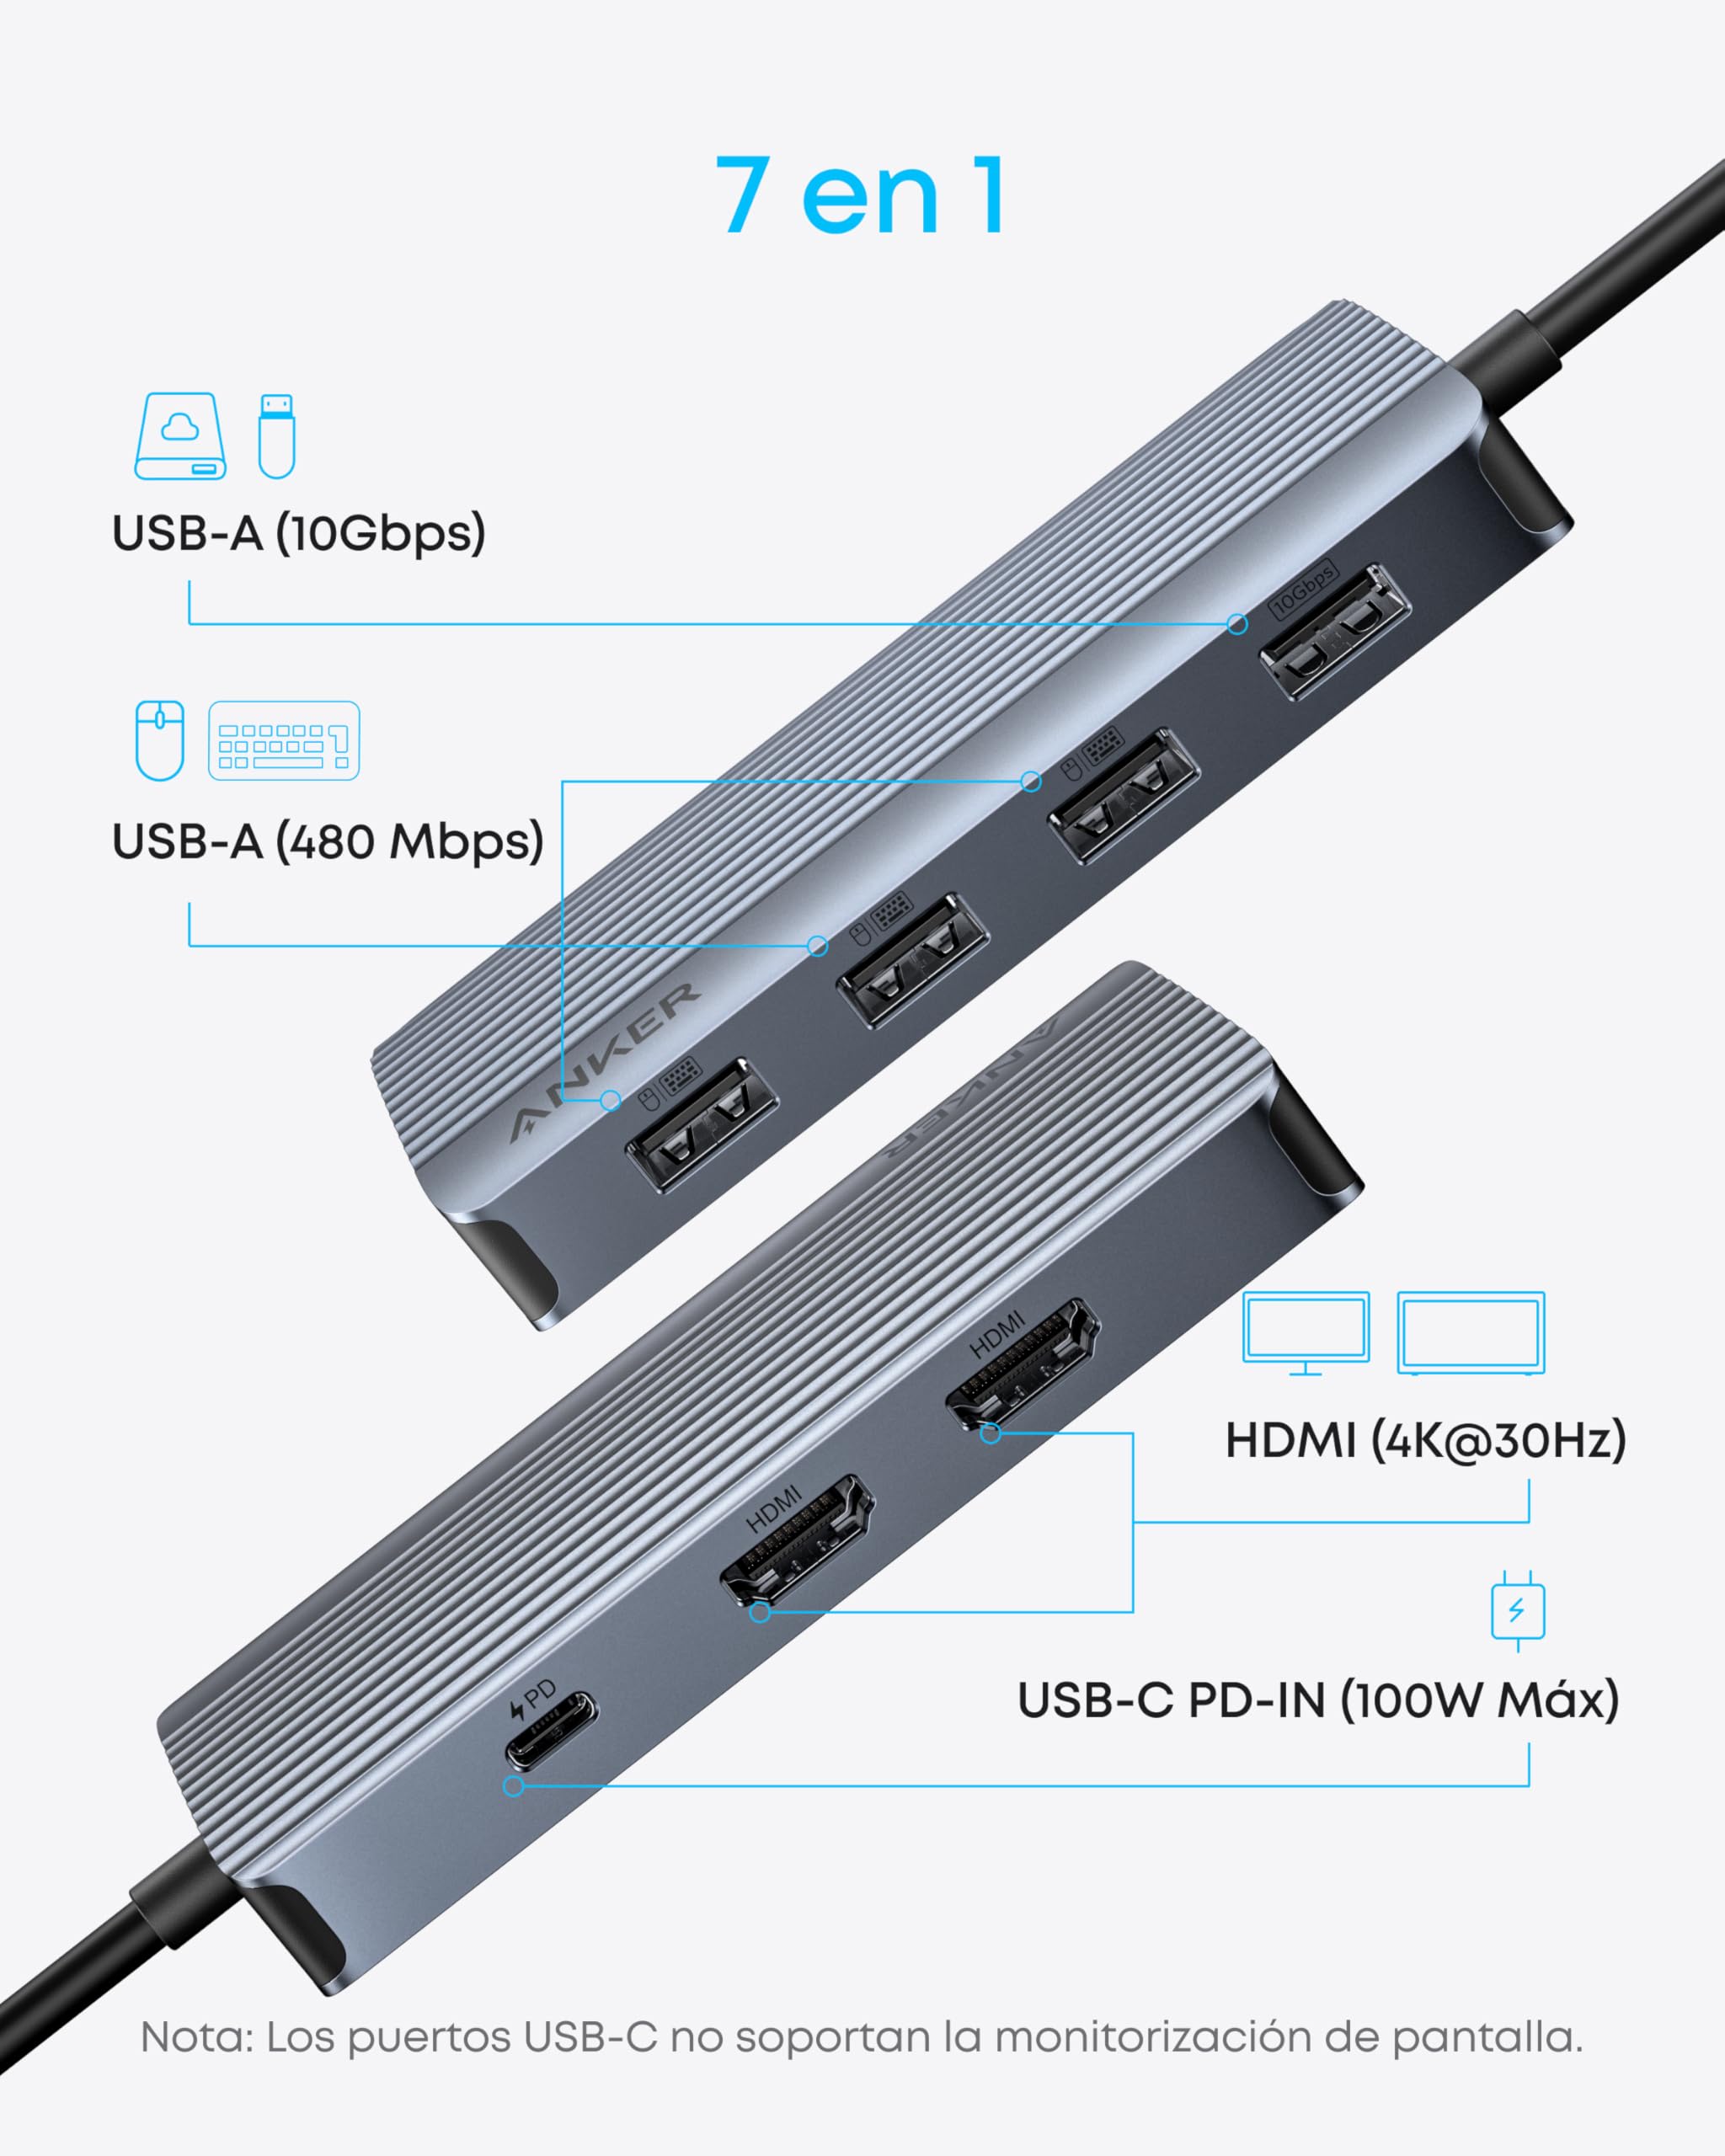 7 en 1
USB-A (10Gbps)
10Gbps
USB-A (480 Mbps)
ANKER
ANKER
HDMI
HDMI (4K@30Hz)
HDMI
PD
USB-C PD-IN (100W Máx)
Nota: Los puertos USB-C no soportan la monitorización de pantalla.